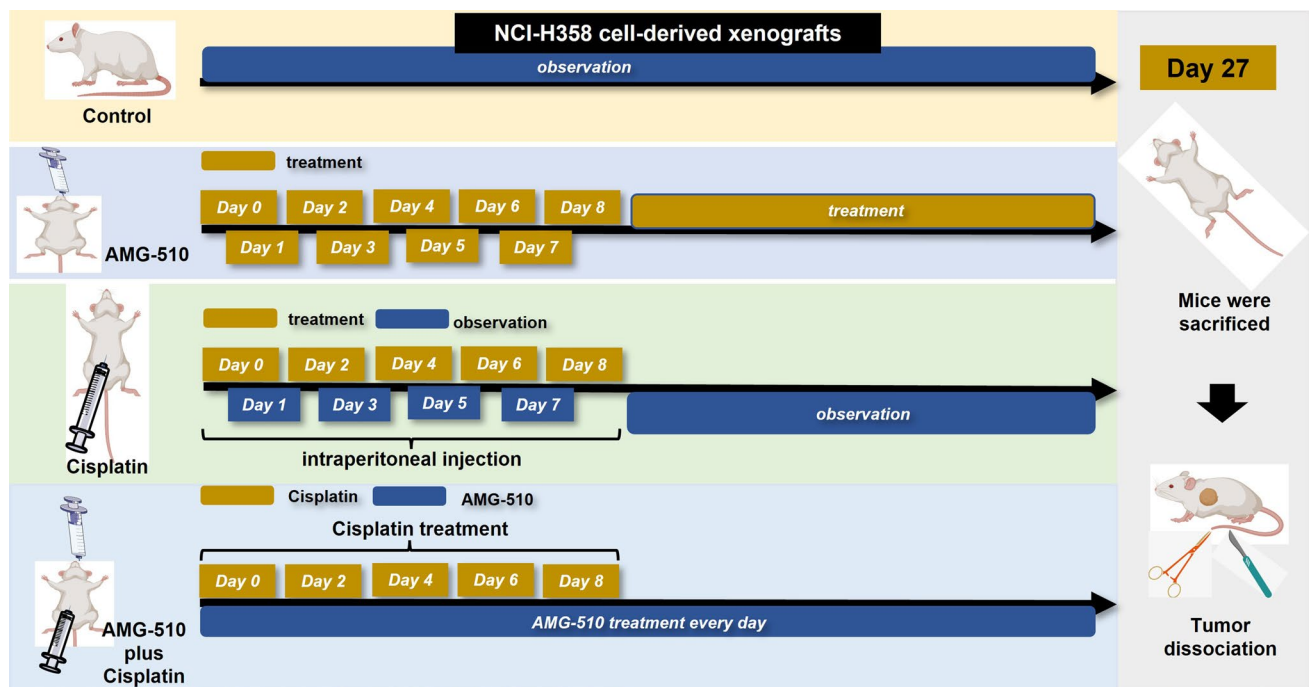 NCI-H358 cell-derived xenografts
observation
Control
Day 27
treatment
Day 0 Day 2 Day 4 Day 6 Day 8 treatment
Day 1 Day 3 Day 5 Day 7
AMG-510
Mice were
sacrificed
treatment observation
Day 0 Day 2 Day 4 Day 6 Day 8
Day 1 Day 3 Day 5 Day 7 observation
intraperitoneal injection
Cisplatin
Cisplatin AMG-510
Cisplatin treatment
Day 0 Day 2 Day 4 Day 6 Day 8
AMG-510 treatment every day
AMG-510
plus
Cisplatin
Tumor
dissociation